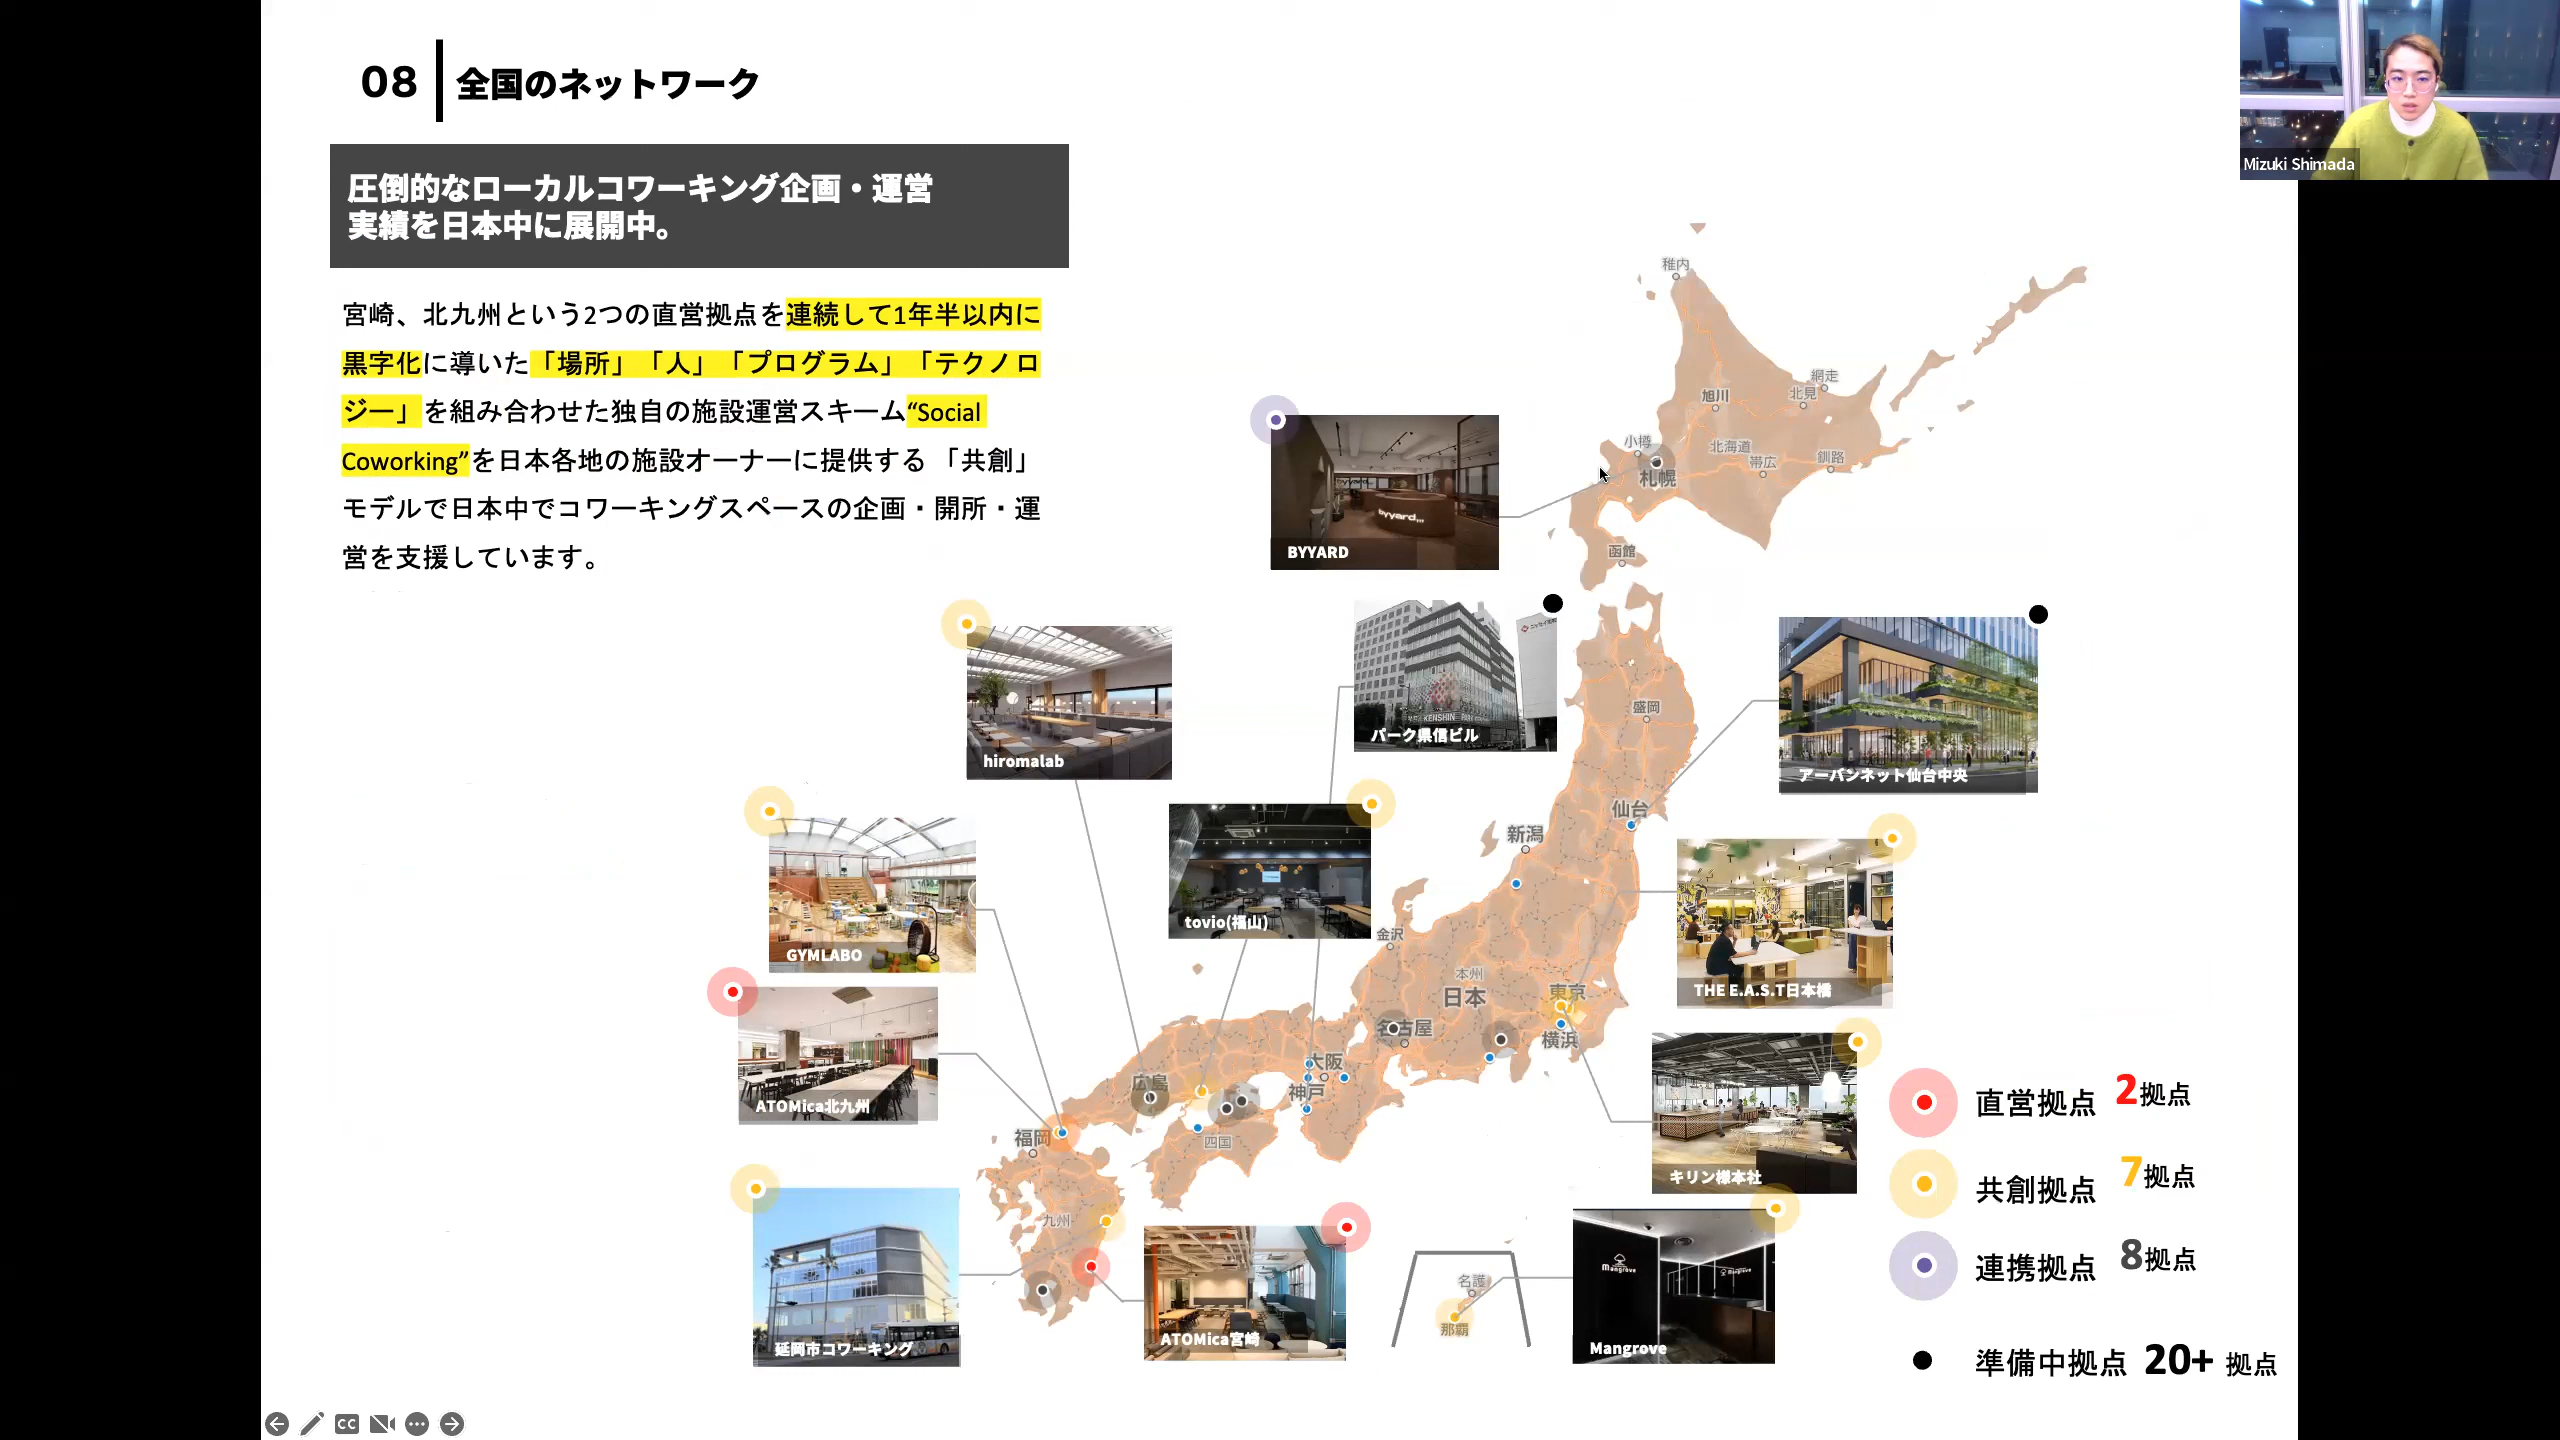 08
全国のネットワーク
圧倒的なローカルコワーキング企画・運営
実績を日本中に展開中。
宮崎、北九州という2つの直営拠点を連続して1年半以内に
黒字化に導いた「場所」「人」「プログラム」「テクノロ
ジー」を組み合わせた独自の施設運営スキーム“Social
Coworking”を日本各地の施設オーナーに提供する 「共創」
モデルで日本中でコワーキングスペースの企画・開所・運
営を支援しています。
Mizuki Shimada
稚内
網走
旭川
北見
小樽
北海道
帯広
釧路
札幌
函館
byyard
BYYARD
KENSHIN PARK
パーク県信ビル
アーバンネット仙台中央
hiromalab
盛岡
仙台
新潟
GYMLABO
tovio(福山)
金沢
THE E.A.S.T日本橋
本州
日本
東京
名古屋
横浜
ATOMica北九州
大阪
神戸
広島
四国
福岡
キリン様本社
九州
延岡市コワーキング
ATOMica宮崎
名護
那覇
Mangrove
Mangrove
直営拠点 2拠点
共創拠点 7拠点
連携拠点 8拠点
準備中拠点 20+ 拠点
CC